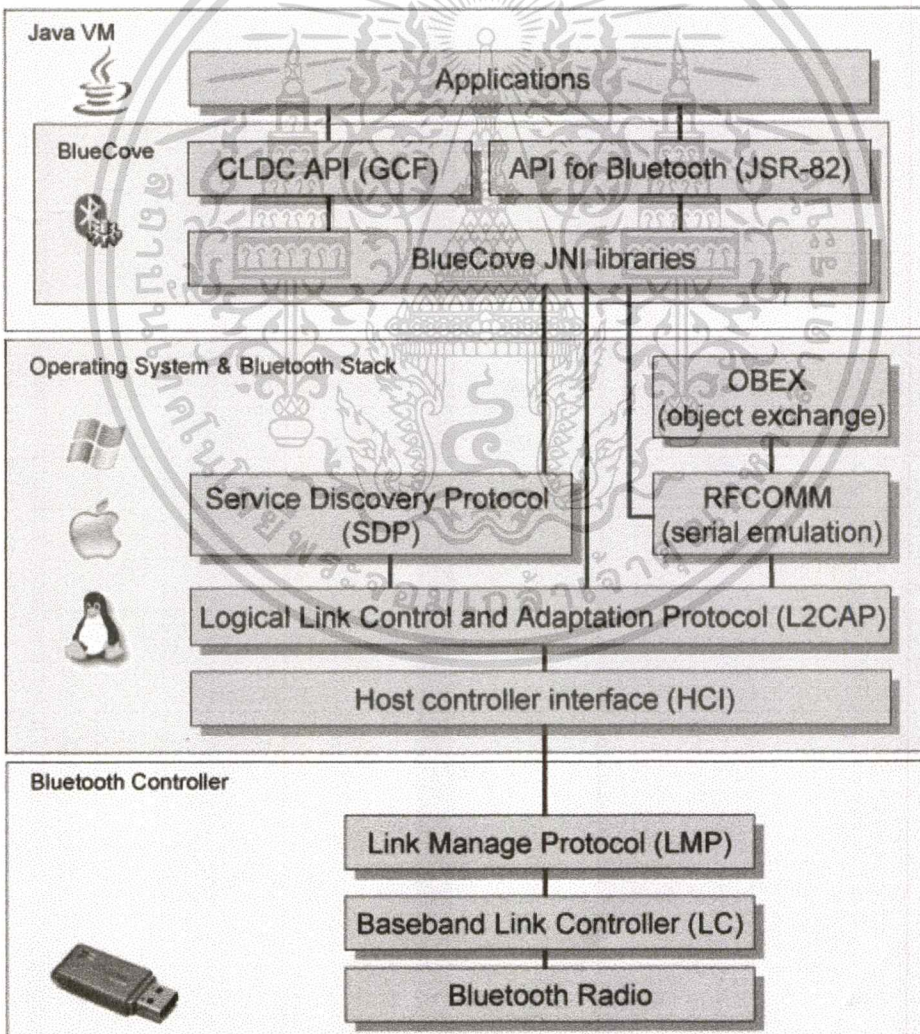 Java VM
Applications
BlueCove
CLDC API (GCF)
API for Bluetooth (JSR-82)
BlueCove JNI libraries
Operating System & Bluetooth Stack
OBEX
(object exchange)
Service Discovery Protocol
(SDP)
RFCOMM
(serial emulation)
Logical Link Control and Adaptation Protocol (L2CAP)
Host controller interface (HCI)
Bluetooth Controller
Link Manage Protocol (LMP)
Baseband Link Controller (LC)
Bluetooth Radio